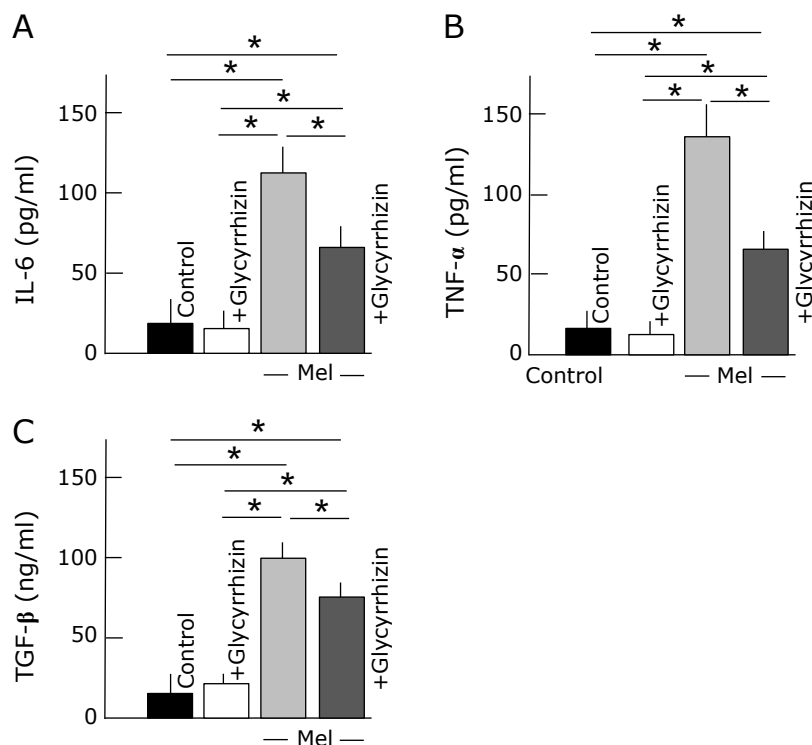 A
*
*
*
*
*
150
100
50
0
IL-6 (pg/ml)
Control
+Glycyrrhizin
+Glycyrrhizin
— Mel —
B
*
*
*
*
*
150
100
50
0
TNF-α (pg/ml)
Control
+Glycyrrhizin
+Glycyrrhizin
Control
— Mel —
C
*
*
*
*
*
150
100
50
0
TGF-β (ng/ml)
Control
+Glycyrrhizin
+Glycyrrhizin
— Mel —